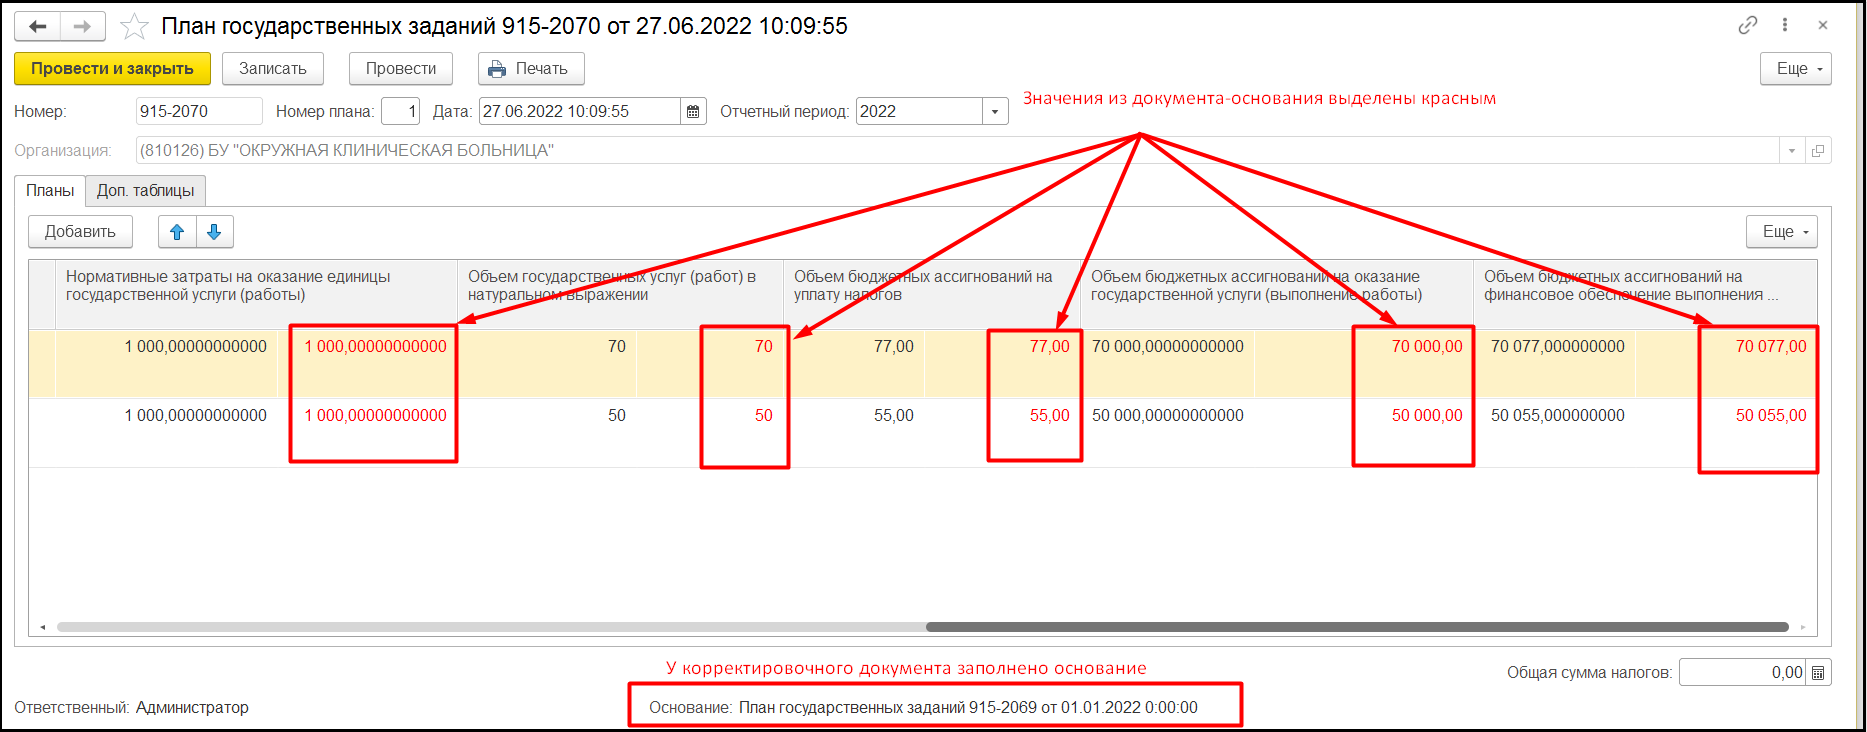 План государственных заданий 915-2070 от 27.06.2022 10:09:55
Провести и закрыть Записать Провести Печать Еще
Номер: 915-2070 Номер плана: 1 Дата: 27.06.2022 10:09:55 Отчетный период: 2022
Значения из документа-основания выделены красным
Организация: (810126) БУ "ОКРУЖНАЯ КЛИНИЧЕСКАЯ БОЛЬНИЦА"
Планы Доп. таблицы
Добавить Еще
Нормативные затраты на оказание единицы
государственной услуги (работы)
Объем государственных услуг (работ) в
натуральном выражении
Объем бюджетных ассигнований на
уплату налогов
Объем бюджетных ассигнований на оказание
государственной услуги (выполнение работы)
Объем бюджетных ассигнований на
финансовое обеспечение выполнения ...
1 000,00000000000 1 000,00000000000 70 70 77,00 77,00 70 000,00000000000 70 000,00 70 077,000000000 70 077,00
1 000,00000000000 1 000,00000000000 50 50 55,00 55,00 50 000,00000000000 50 000,00 50 055,000000000 50 055,00
У корректировочного документа заполнено основание
Общая сумма налогов: 0,00
Ответственный: Администратор Основание: План государственных заданий 915-2069 от 01.01.2022 0:00:00